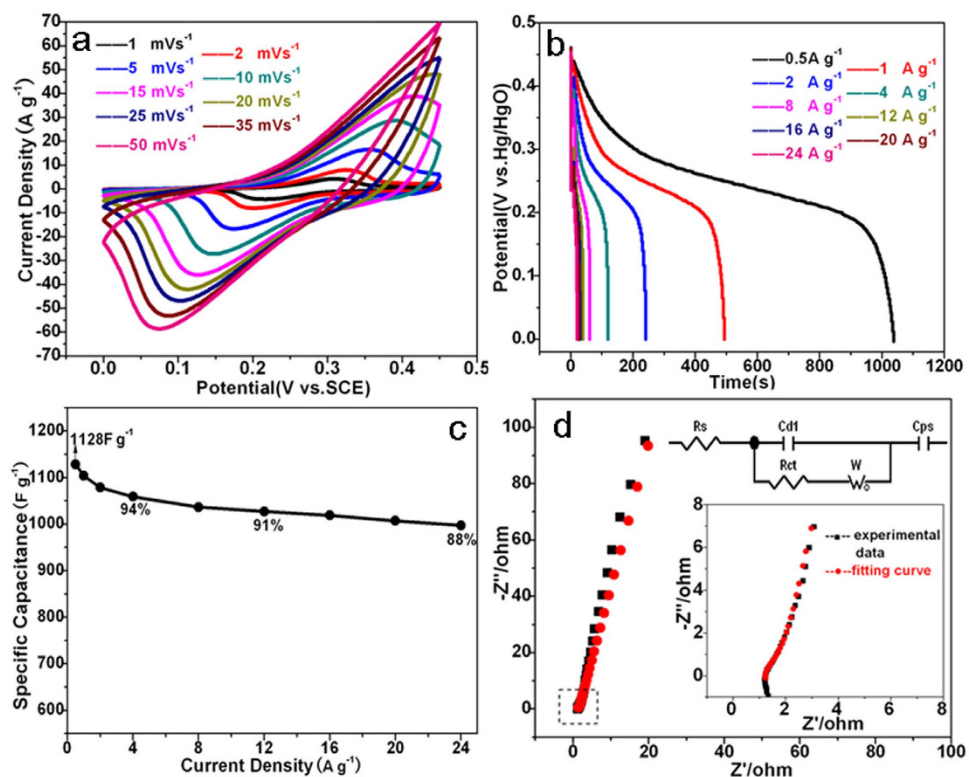 a
1 mVs⁻¹
2 mVs⁻¹
5 mVs⁻¹
10 mVs⁻¹
15 mVs⁻¹
20 mVs⁻¹
25 mVs⁻¹
35 mVs⁻¹
50 mVs⁻¹
Current Density(A g⁻¹)
70
60
50
40
30
20
10
0
-10
-20
-30
-40
-50
-60
-70
0.0 0.1 0.2 0.3 0.4 0.5
Potential(V vs.SCE)
b
0.5A g⁻¹
1 A g⁻¹
2 A g⁻¹
4 A g⁻¹
8 A g⁻¹
12 A g⁻¹
16 A g⁻¹
20 A g⁻¹
24 A g⁻¹
Potential(V vs.Hg/HgO)
0.5
0.4
0.3
0.2
0.1
0.0
0 200 400 600 800 1000 1200
Time(s)
c
1128F g⁻¹
94%
91%
88%
Specific Capacitance(F g⁻¹)
1200
1100
1000
900
800
700
600
0 4 8 12 16 20 24
Current Density(A g⁻¹)
d
Rs
Cd1
Cps
Rct
W
o
-Z''/ohm
100
80
60
40
20
0
0 20 40 60 80 100
Z'/ohm
experimental
data
fitting curve
-Z''/ohm
8
6
4
2
0
0 2 4 6 8
Z'/ohm